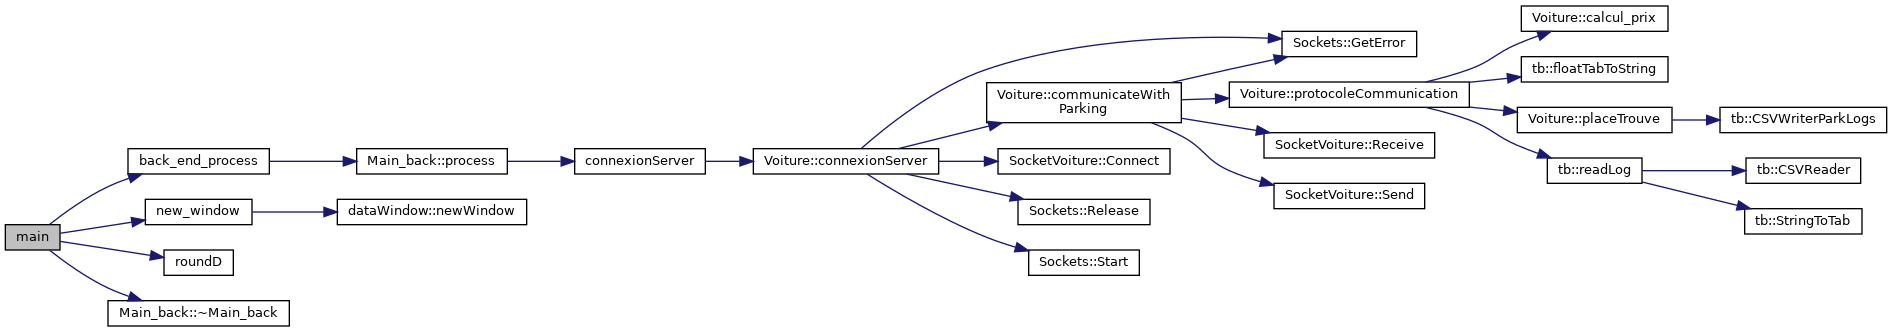 main
back_end_process
new_window
roundD
Main_back::~Main_back
Main_back::process
dataWindow::newWindow
connexionServer
Voiture::connexionServer
Voiture::communicateWith
Parking
SocketVoiture::Connect
Sockets::Release
Sockets::Start
Sockets::GetError
Voiture::protocoleCommunication
SocketVoiture::Receive
SocketVoiture::Send
Voiture::calcul_prix
tb::floatTabToString
Voiture::placeTrouve
tb::readLog
tb::CSVWriterParkLogs
tb::CSVReader
tb::StringToTab